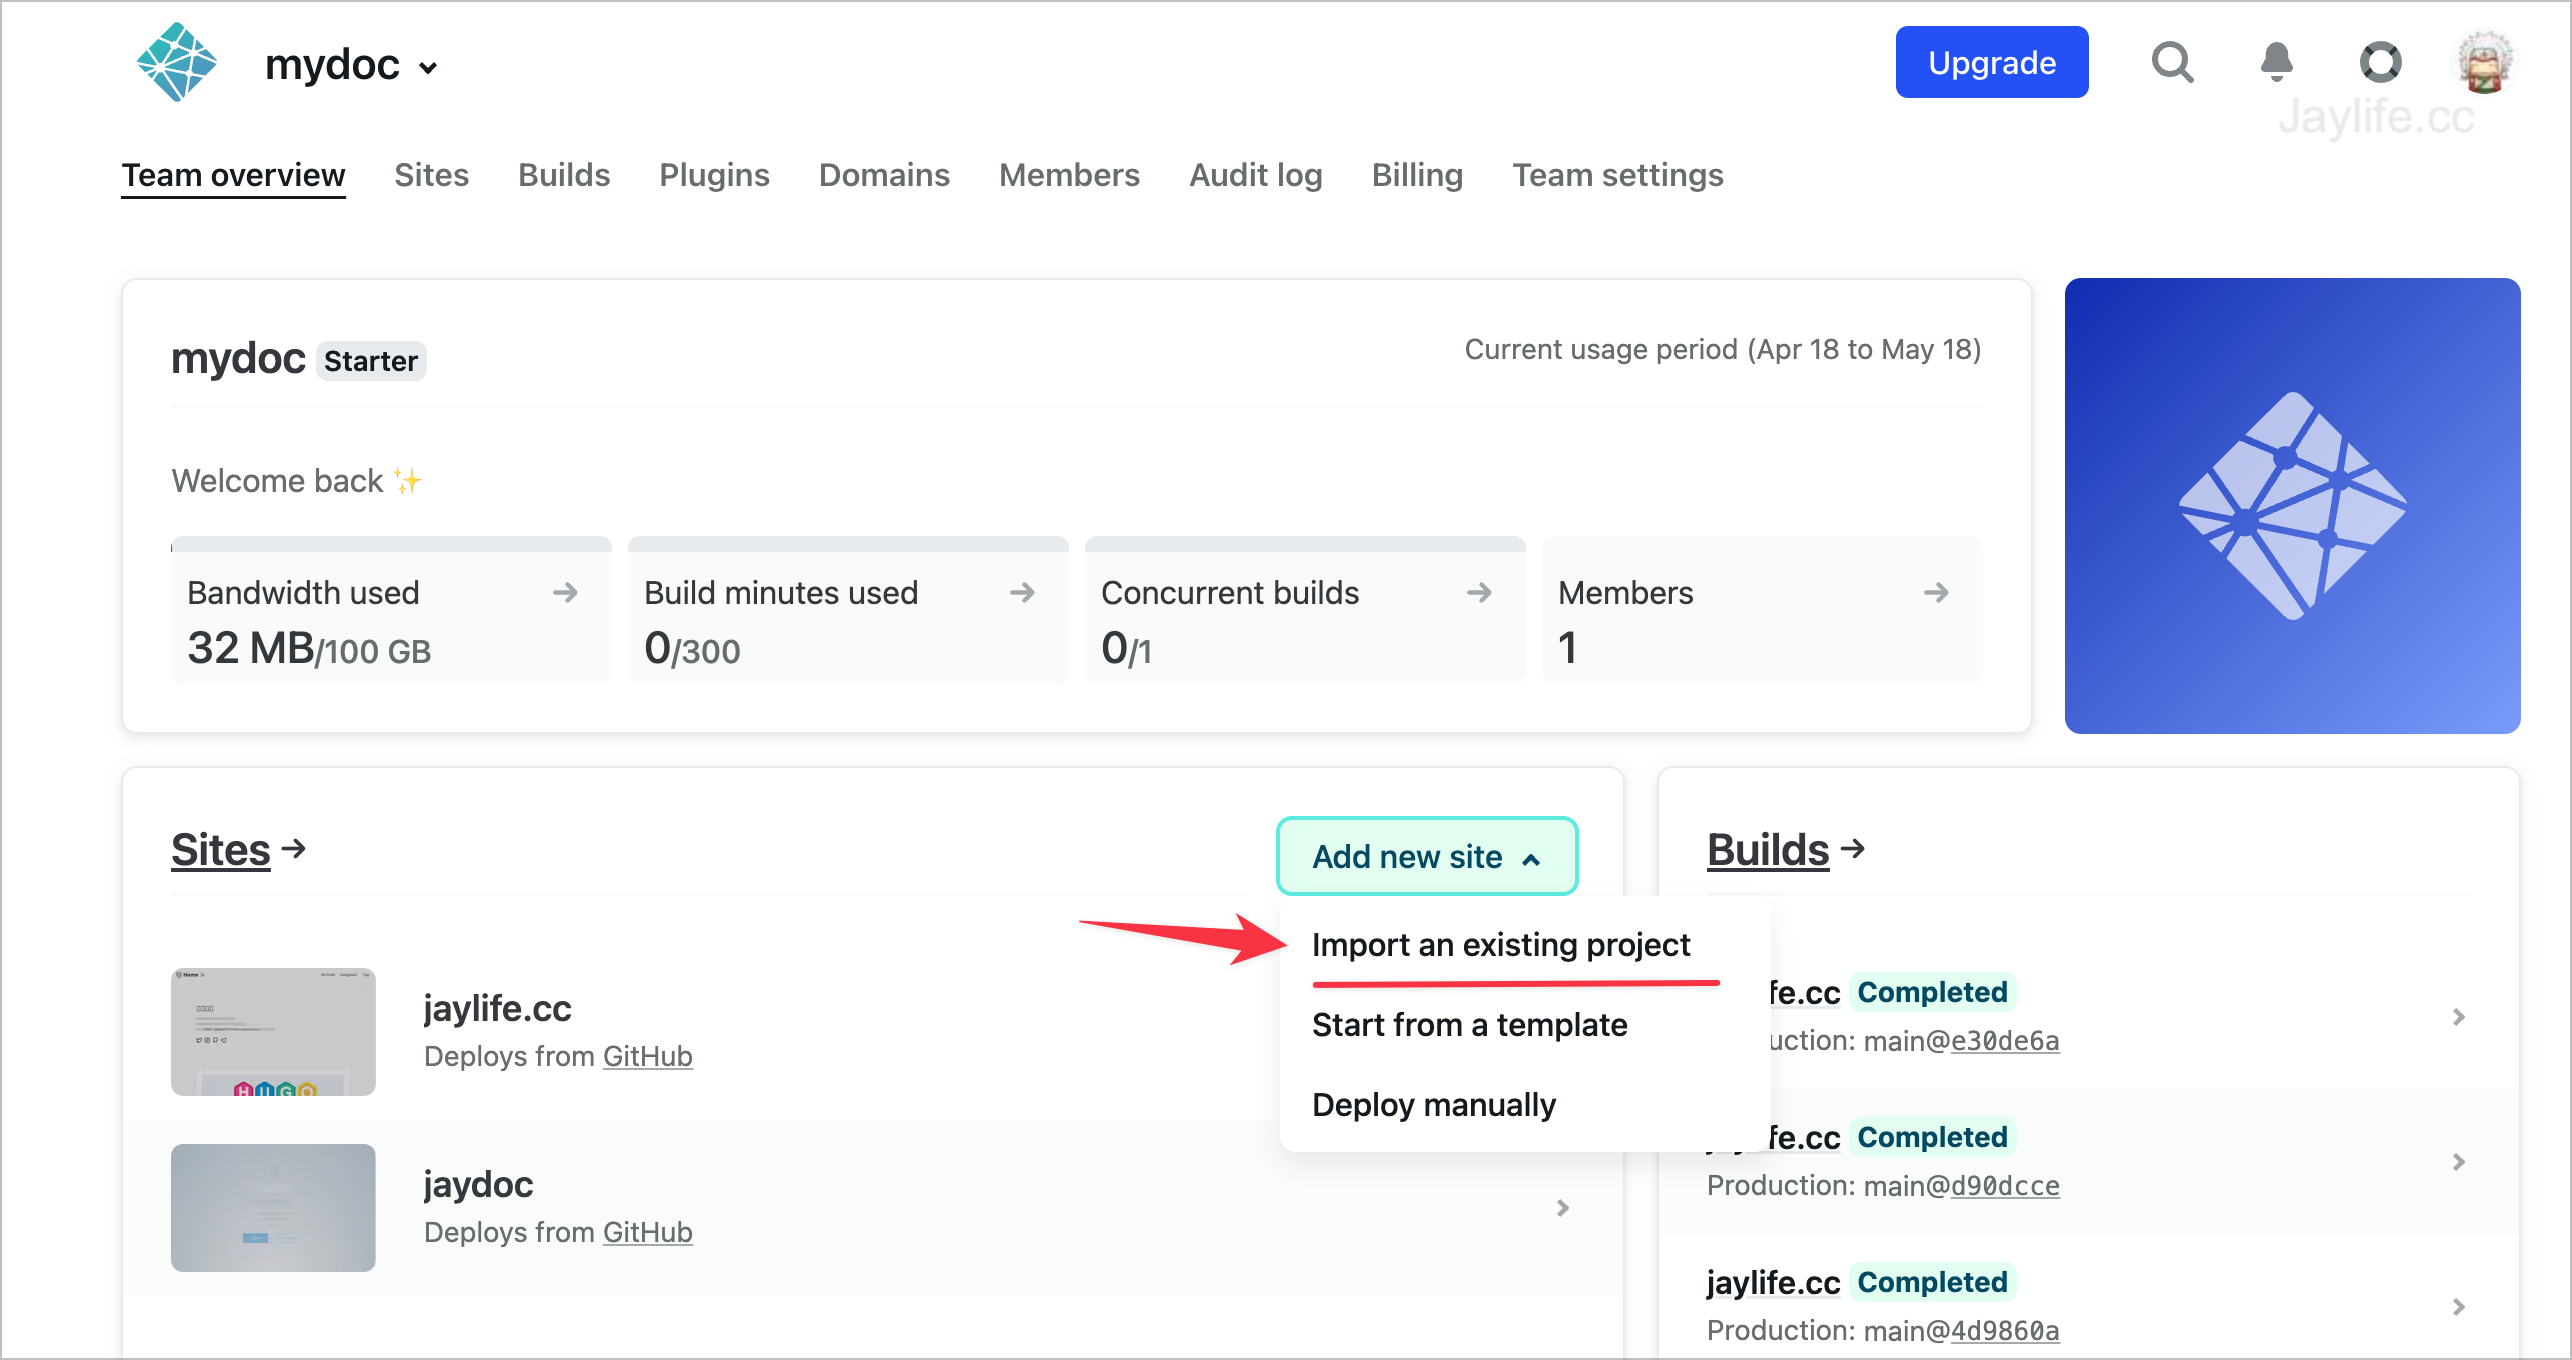 mydoc
Upgrade
Jaylife.cc
Team overview Sites Builds Plugins Domains Members Audit log Billing Team settings
mydoc Starter
Current usage period (Apr 18 to May 18)
Welcome back ✨
Bandwidth used
32 MB/100 GB
Build minutes used
0/300
Concurrent builds
0/1
Members
1
Sites
Add new site
Import an existing project
Start from a template
Deploy manually
Home
HUGO
jaylife.cc
Deploys from GitHub
jaydoc
Deploys from GitHub
Builds
fe.cc Completed
uction: main@e30de6a
fe.cc Completed
Production: main@d90dcce
jaylife.cc Completed
Production: main@4d9860a